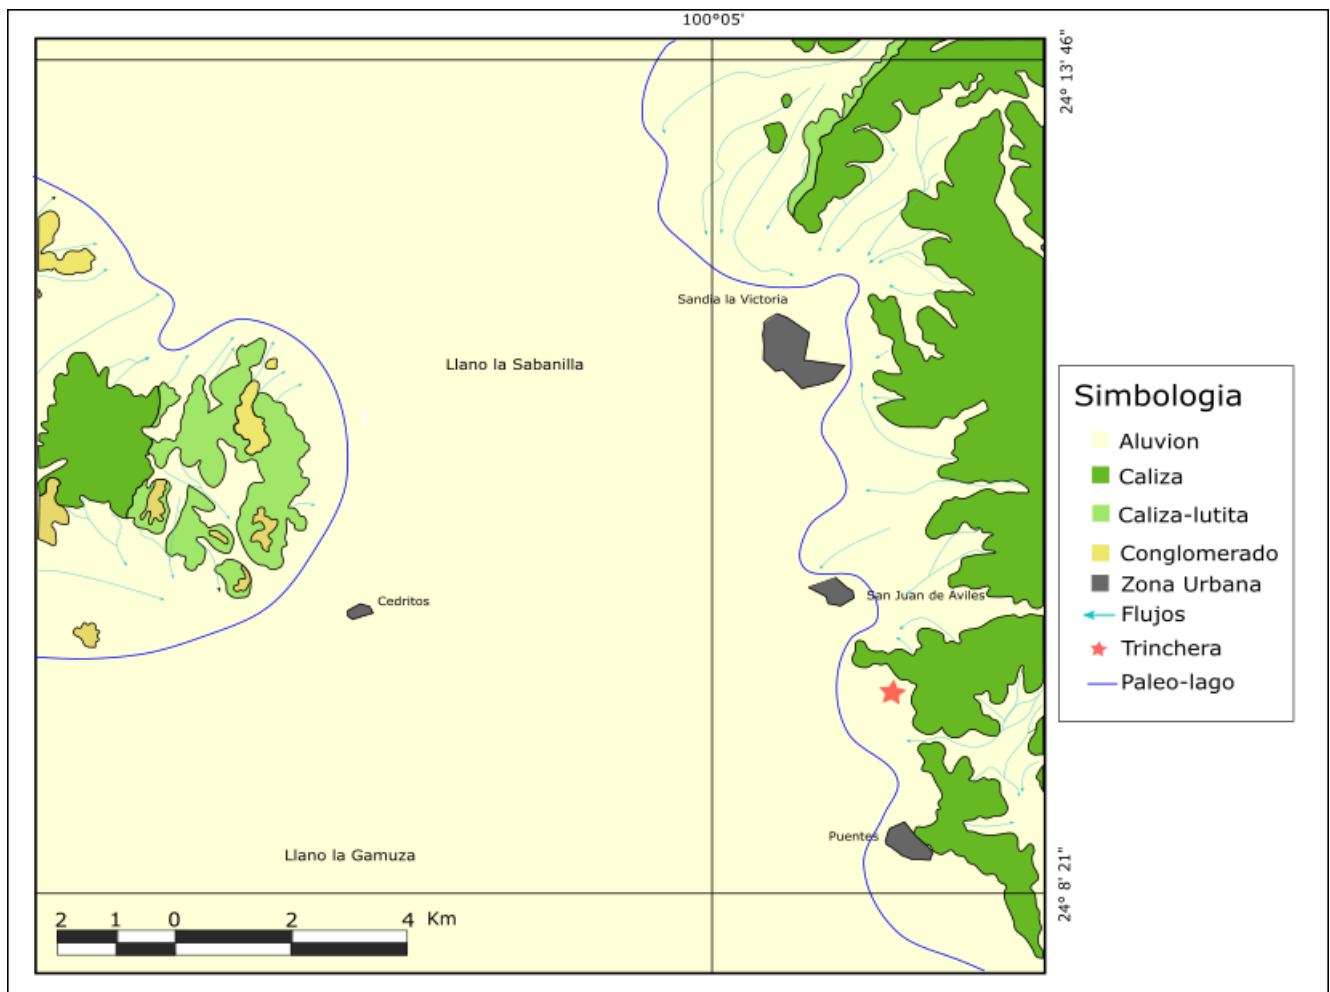 100°05'
24° 13' 46"
Sandia la Victoria
Llano la Sabanilla
Cedritos
San Juan de Aviles
Puentes
Llano la Gamuza
24° 8' 21"
2 1 0 2 4 Km
Simbologia
Aluvion
Caliza
Caliza-lutita
Conglomerado
Zona Urbana
Flujos
Trinchera
Paleo-lago